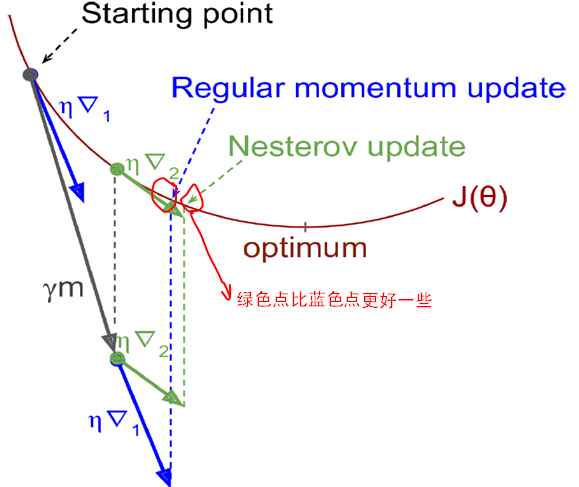 Starting point
η∇1
Regular momentum update
η∇2
Nesterov update
J(θ)
optimum
γm
绿色点比蓝色点更好一些
η∇2
η∇1